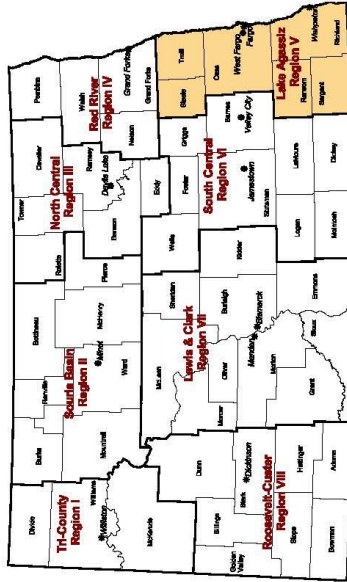 Divide
Burke
Renville
Bottineau
Rolette
Towner
Cavalier
Pembina
Tri-County
Region I
Williams
Williston
Mountrail
Souris Basin
Region II
Minot
Ward
McHenry
Pierce
North Central
Region III
Ramsey
Devils Lake
Benson
Walsh
Red River
Region IV
Grand Forks
Grand Forks
Nelson
McKenzie
McLean
Sheridan
Wells
Eddy
Foster
Griggs
Steele
Traill
Dunn
Mercer
Oliver
Lewis & Clark
Region VII
Burleigh
Kidder
South Central
Region VI
Stutsman
Jamestown
Barnes
Valley City
Cass
West Fargo
Fargo
Billings
Golden
Valley
Stark
Dickinson
Morton
Mandan
Bismarck
Roosevelt-Custer
Region VIII
Slope
Hettinger
Grant
Sioux
Emmons
Logan
LaMoure
Lake Agassiz
Region V
Ransom
Richland
Wahpeton
Bowman
Adams
McIntosh
Dickey
Sargent